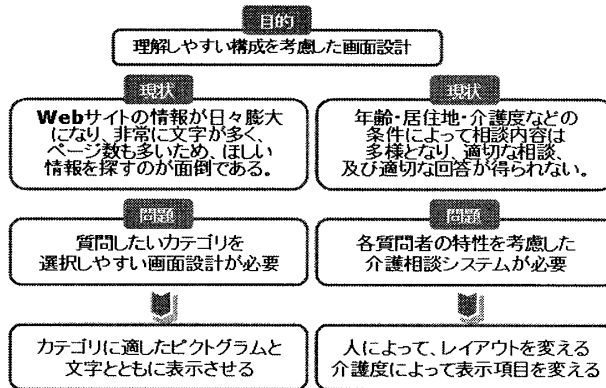 目的
理解しやすい構成を考慮した画面設計
現状
Webサイトの情報が日々膨大
になり、非常に文字が多く、
ページ数も多いため、ほしい
情報を探すのが面倒である。
現状
年齢・居住地・介護度などの
条件によって相談内容は
多様となり、適切な相談、
及び適切な回答が得られない。
問題
質問したいカテゴリを
選択しやすい画面設計が必要
問題
各質問者の特性を考慮した
介護相談システムが必要
カテゴリに適したピクトグラムと
文字とともに表示させる
人によって、レイアウトを変える
介護度によって表示項目を変える